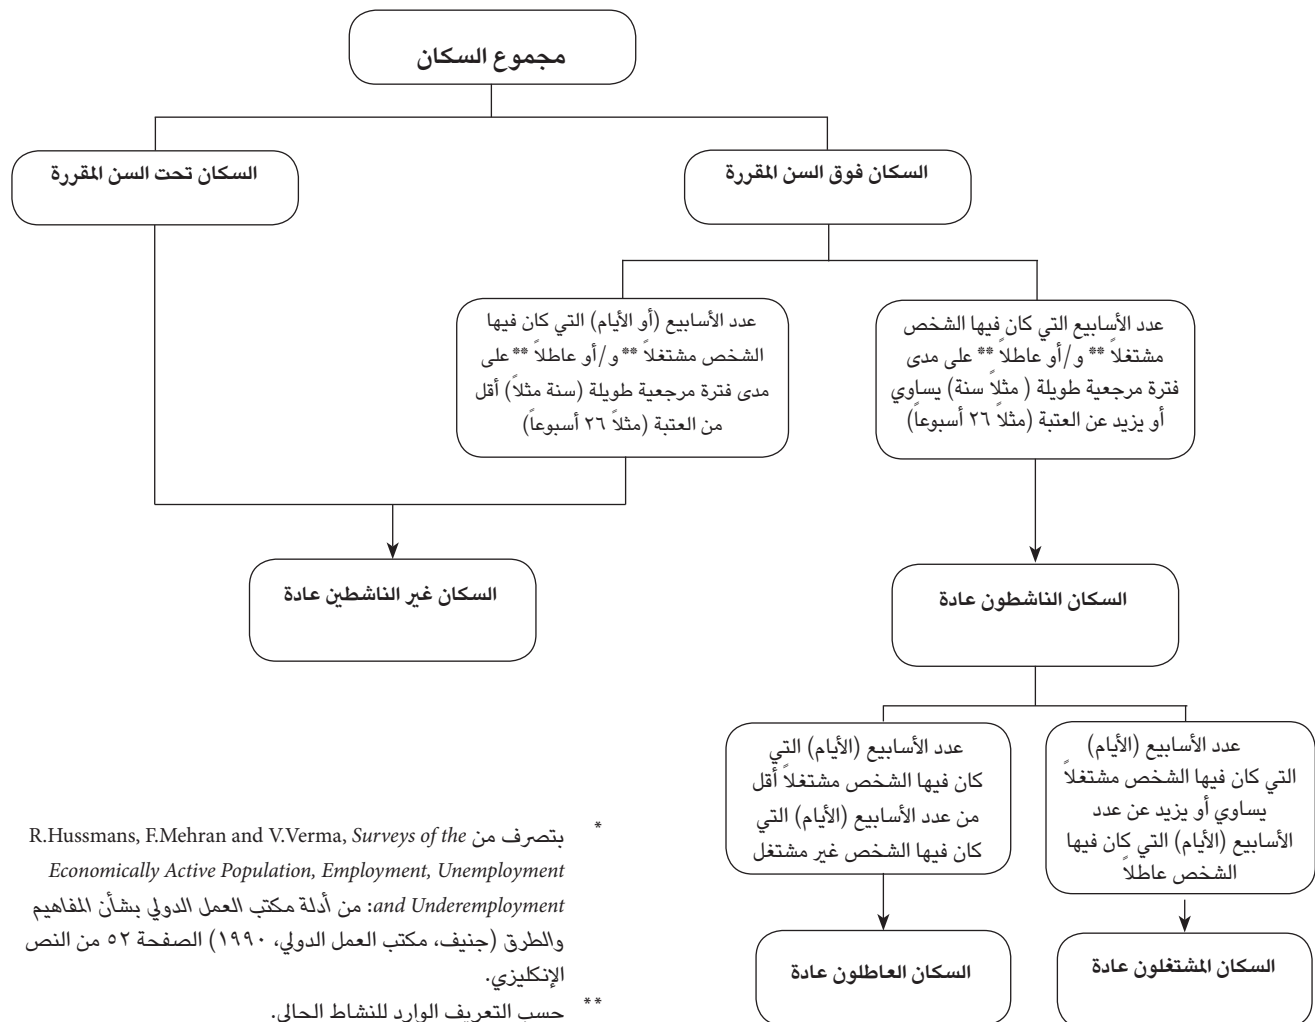 مجموع السكان
السكان فوق السن المقررة
السكان تحت السن المقررة
عدد الأسابيع التي كان فيها الشخص
مشتغلاً ** و/أو عاطلاً ** على مدى
فترة مرجعية طويلة ( مثلاً سنة) يساوي
أو يزيد عن العتبة (مثلاً ٢٦ أسبوعاً)
عدد الأسابيع (أو الأيام) التي كان فيها
الشخص مشتغلاً ** و/أو عاطلاً ** على
مدى فترة مرجعية طويلة (سنة مثلاً) أقل
من العتبة (مثلاً ٢٦ أسبوعاً)
السكان الناشطون عادة
السكان غير الناشطين عادة
عدد الأسابيع (الأيام)
التي كان فيها الشخص مشتغلاً
يساوي أو يزيد عن عدد
الأسابيع (الأيام) التي كان فيها
الشخص عاطلاً
عدد الأسابيع (الأيام) التي
كان فيها الشخص مشتغلاً أقل
من عدد الأسابيع (الأيام) التي
كان فيها الشخص غير مشتغل
السكان المشتغلون عادة
السكان العاطلون عادة
* بتصرف من R.Hussmans, F.Mehran and V.Verma, Surveys of the
Economically Active Population, Employment, Unemployment
and Underemployment: من أدلة مكتب العمل الدولي بشأن المفاهيم
والطرق (جنيف، مكتب العمل الدولي، ١٩٩٠) الصفحة ٥٢ من النص
الإنكليزي.
** حسب التعريف الوارد للنشاط الحالي.